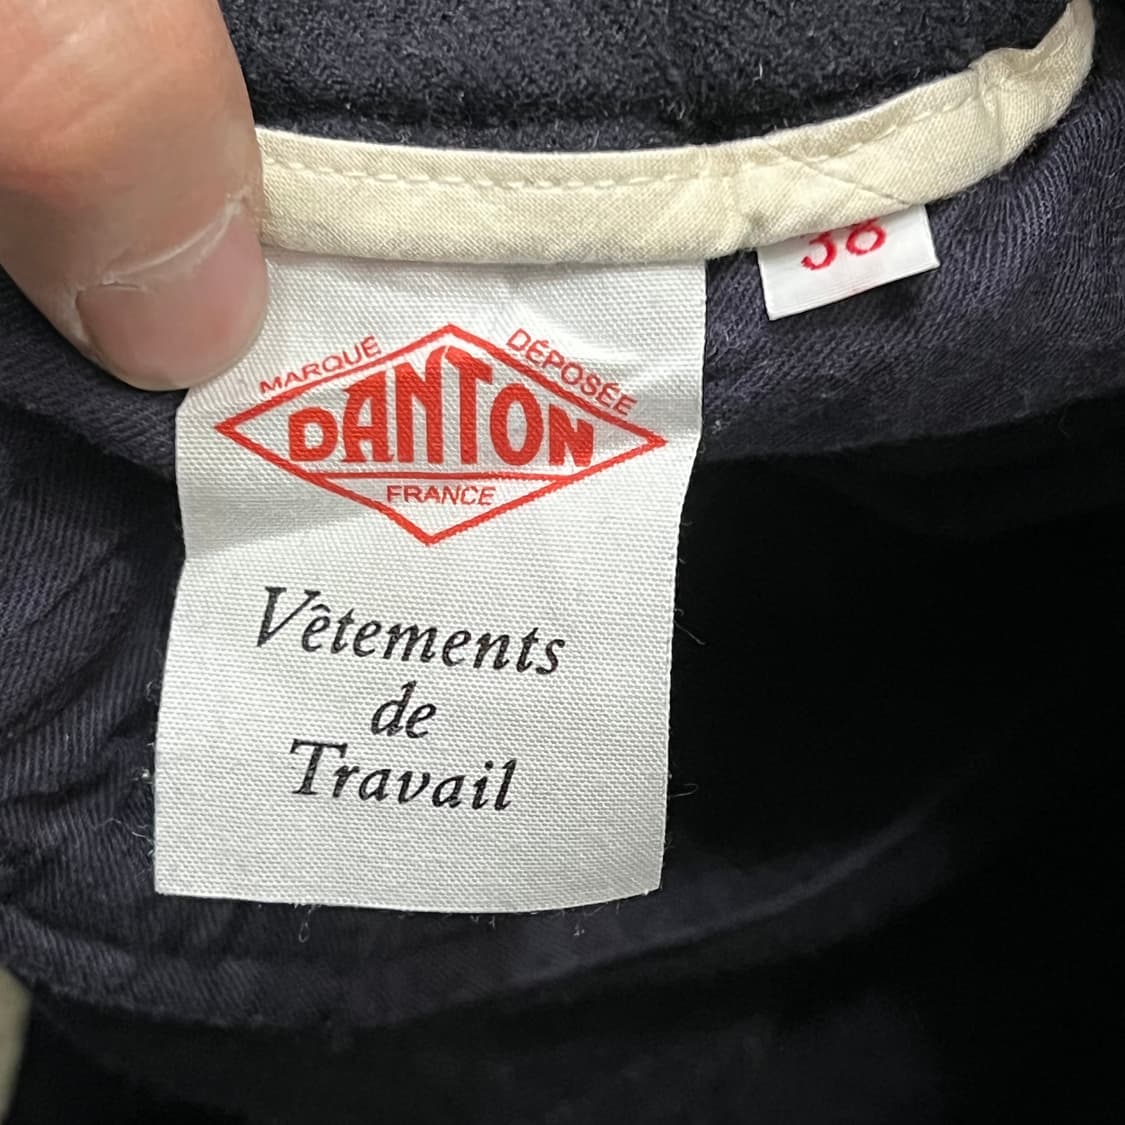 38
MARQUE DÉPOSÉE
DANTON
FRANCE
Vêtements
de
Travail